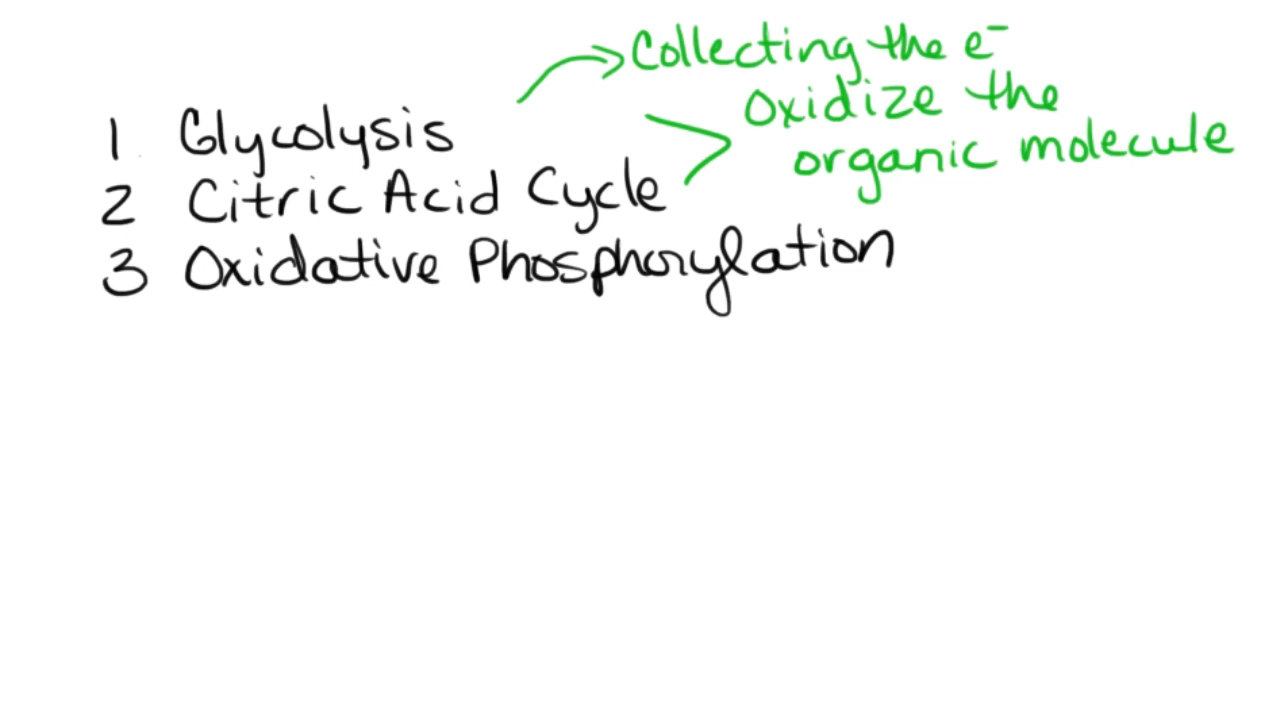 Collecting the e⁻
Oxidize the
organic molecule
1 Glycolysis
2 Citric Acid Cycle
3 Oxidative Phosphorylation